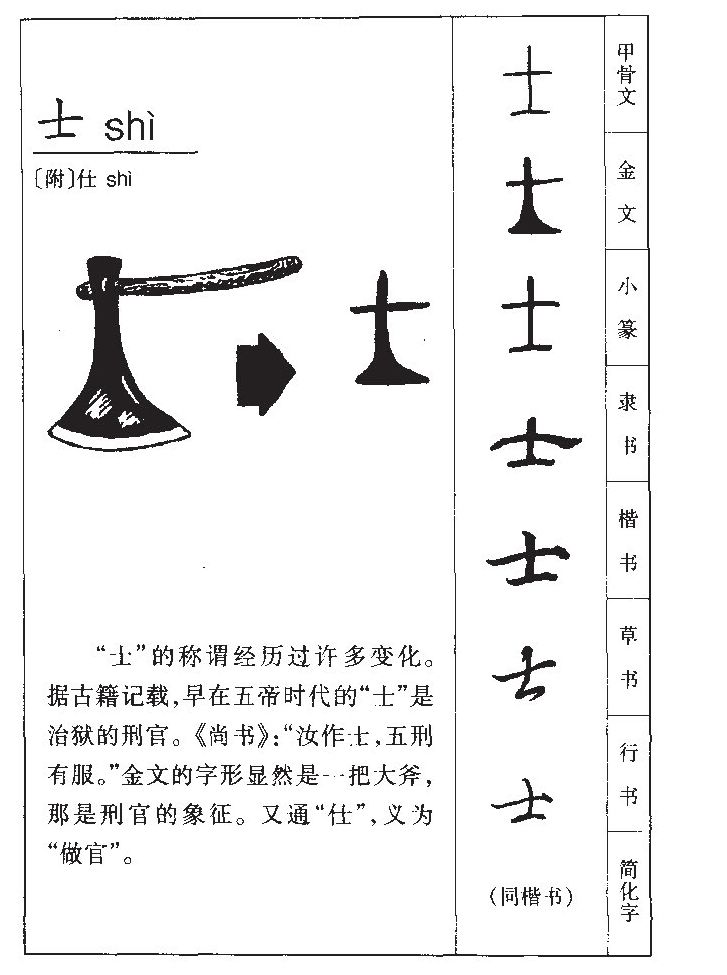 士 shì
〔附〕仕 shì
“士”的称谓经历过许多变化。
据古籍记载,早在五帝时代的“士”是
治狱的刑官。《尚书》:“汝作士,五刑
有服。”金文的字形显然是一把大斧,
那是刑官的象征。又通“仕”,义为
“做官”。
士
士 甲骨文
士 金文
士 小篆
士 隶书
士 楷书
士 草书
士 行书
(同楷书) 简化字